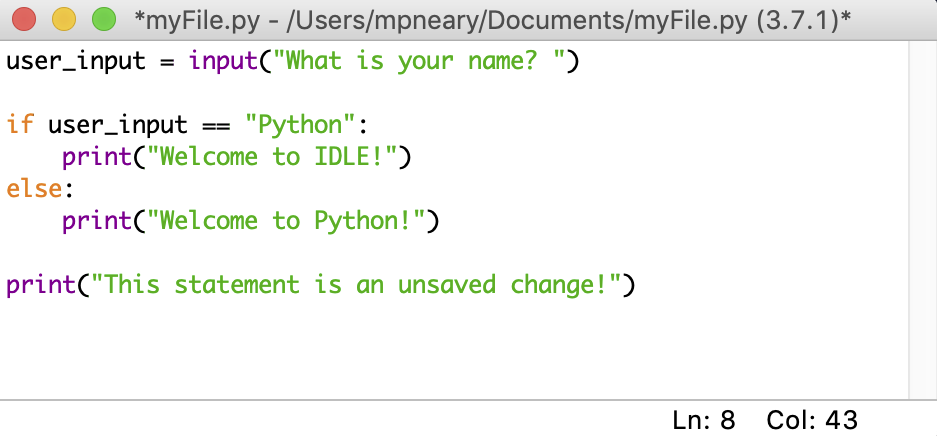 *myFile.py - /Users/mpneary/Documents/myFile.py (3.7.1)*
user_input = input("What is your name? ")
if user_input == "Python":
    print("Welcome to IDLE!")
else:
    print("Welcome to Python!")
print("This statement is an unsaved change!")
Ln: 8 Col: 43